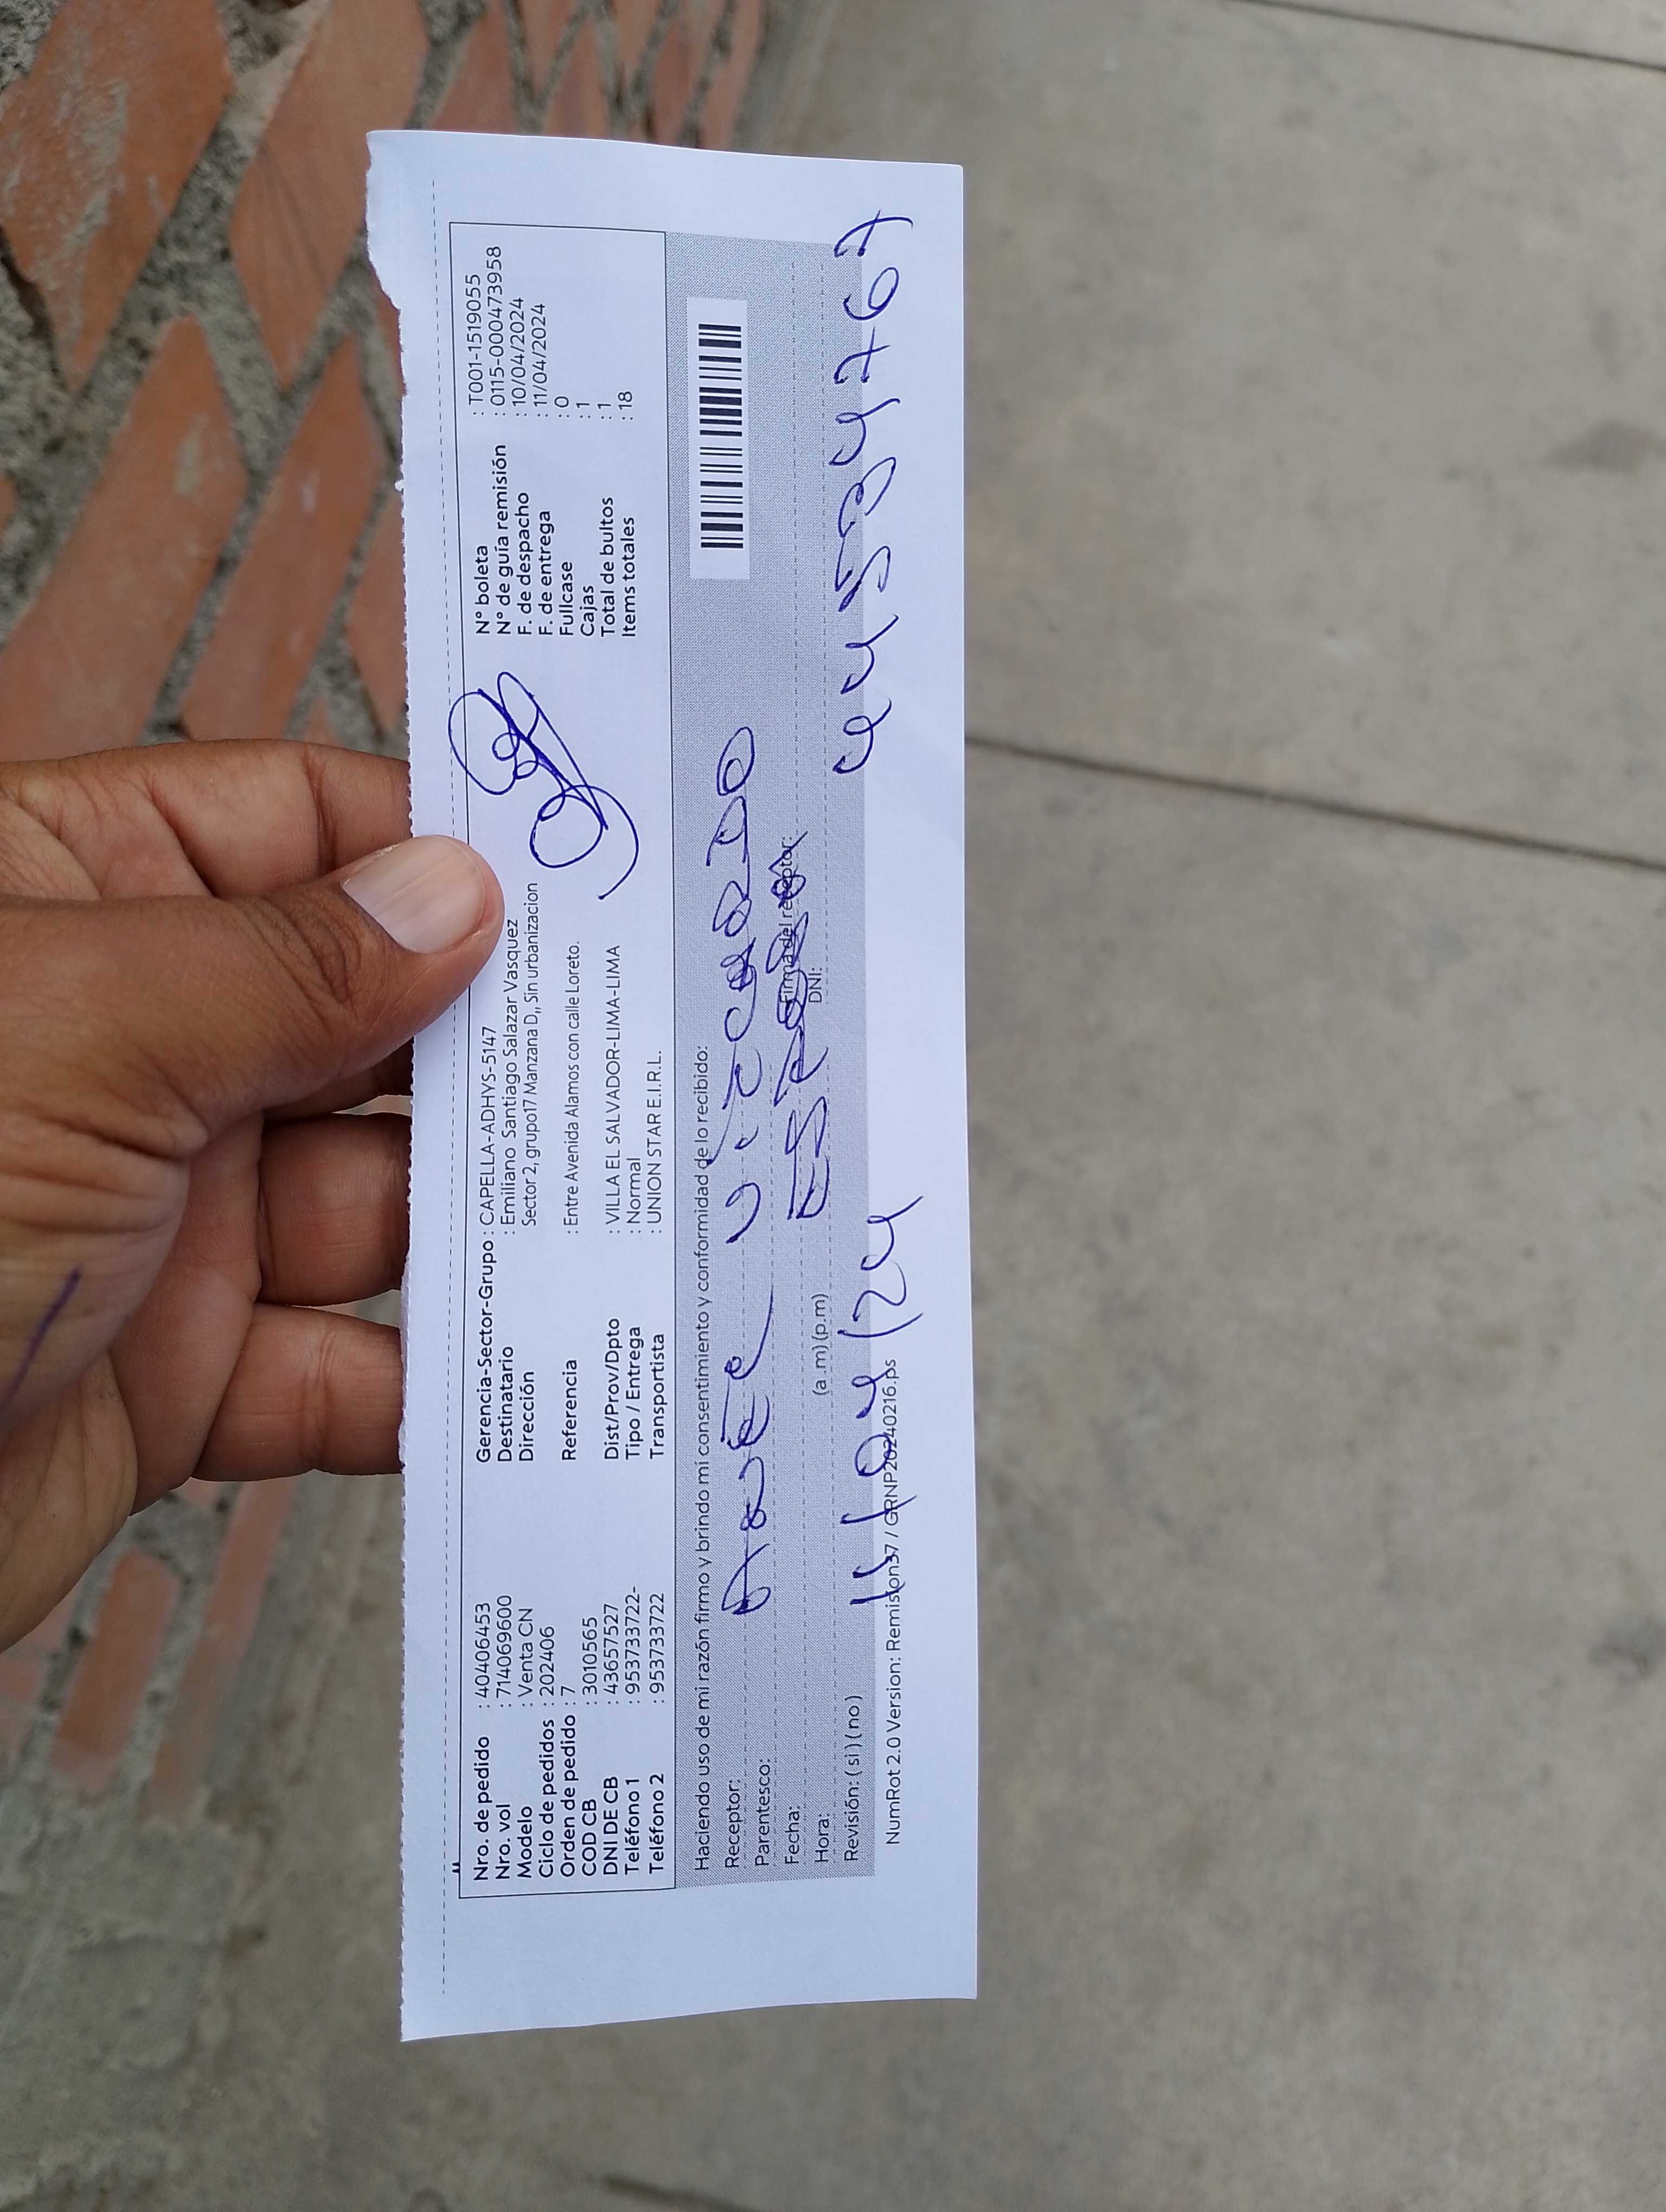 Nro. de pedido : 40406453
Nro. vol : 714069600
Modelo : Venta CN
Ciclo de pedidos : 202406
Orden de pedido : 7
COD CB : 3010565
DNI DE CB : 43657527
Teléfono 1 : 953733722-
Teléfono 2 : 953733722
Gerencia-Sector-Grupo : CAPELLA-ADHYS-5147
Destinatario : Emiliano Santiago Salazar Vasquez
Dirección Sector 2, grupo17 Manzana D,, Sin urbanizacion
Referencia : Entre Avenida Alamos con calle Loreto.
Dist/Prov/Dpto : VILLA EL SALVADOR-LIMA-LIMA
Tipo / Entrega : Normal
Transportista : UNION STAR E.I.R.L.
N° boleta : T001-1519055
N° de guía remisión : 0115-000473958
F. de despacho : 10/04/2024
F. de entrega : 11/04/2024
Fullcase : 0
Cajas : 1
Total de bultos : 1
Items totales : 18
Haciendo uso de mi razón firmo y brindo mi consentimiento y conformidad de lo recibido:
Receptor:
Parentesco:
Fecha:
Firma del receptor:
Hora: (a.m) (p.m) DNI:
Revisión: ( si ) ( no ) 11/04/24 44534767
NumRot 2.0 Version: Remision37 / GRNP20240216.ps